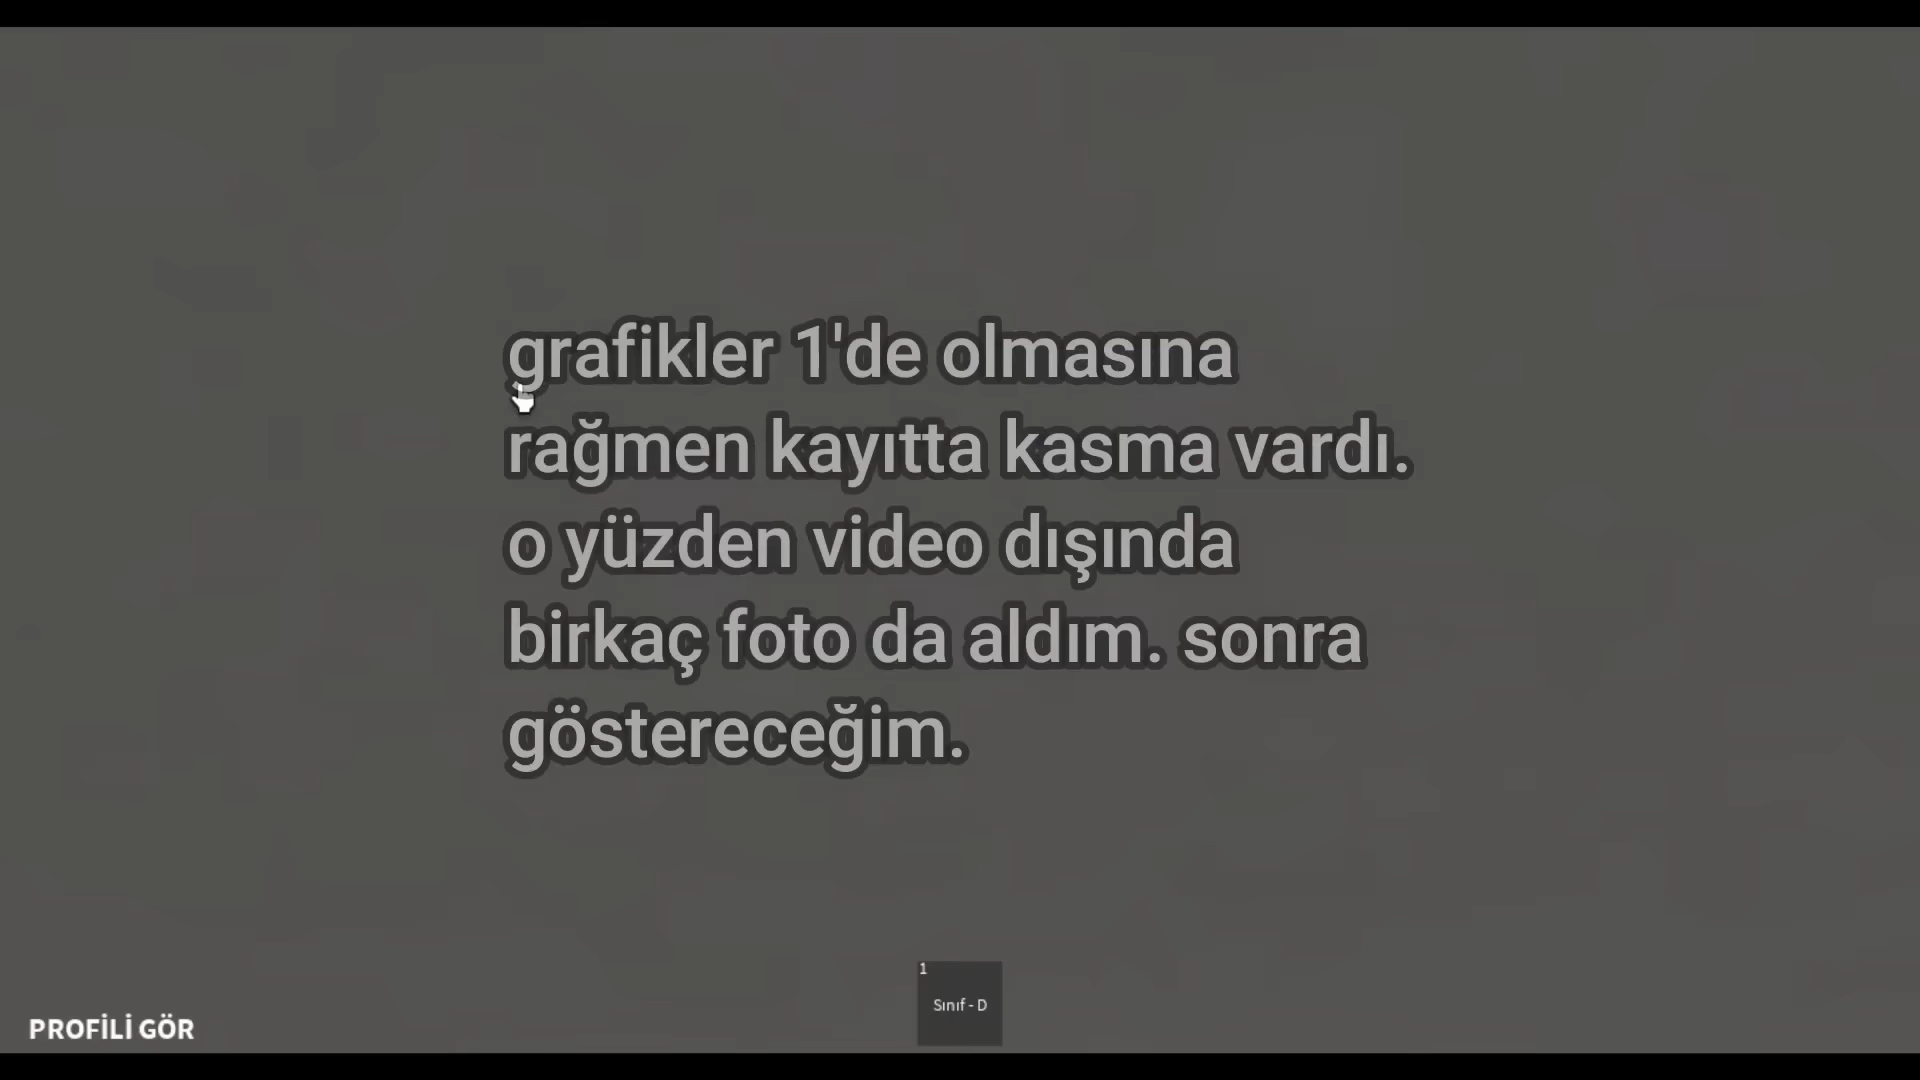 grafikler 1'de olmasına
rağmen kayıtta kasma vardı.
o yüzden video dışında
birkaç foto da aldım. sonra
göstereceğim.
1
Sınıf - D
PROFİLİ GÖR